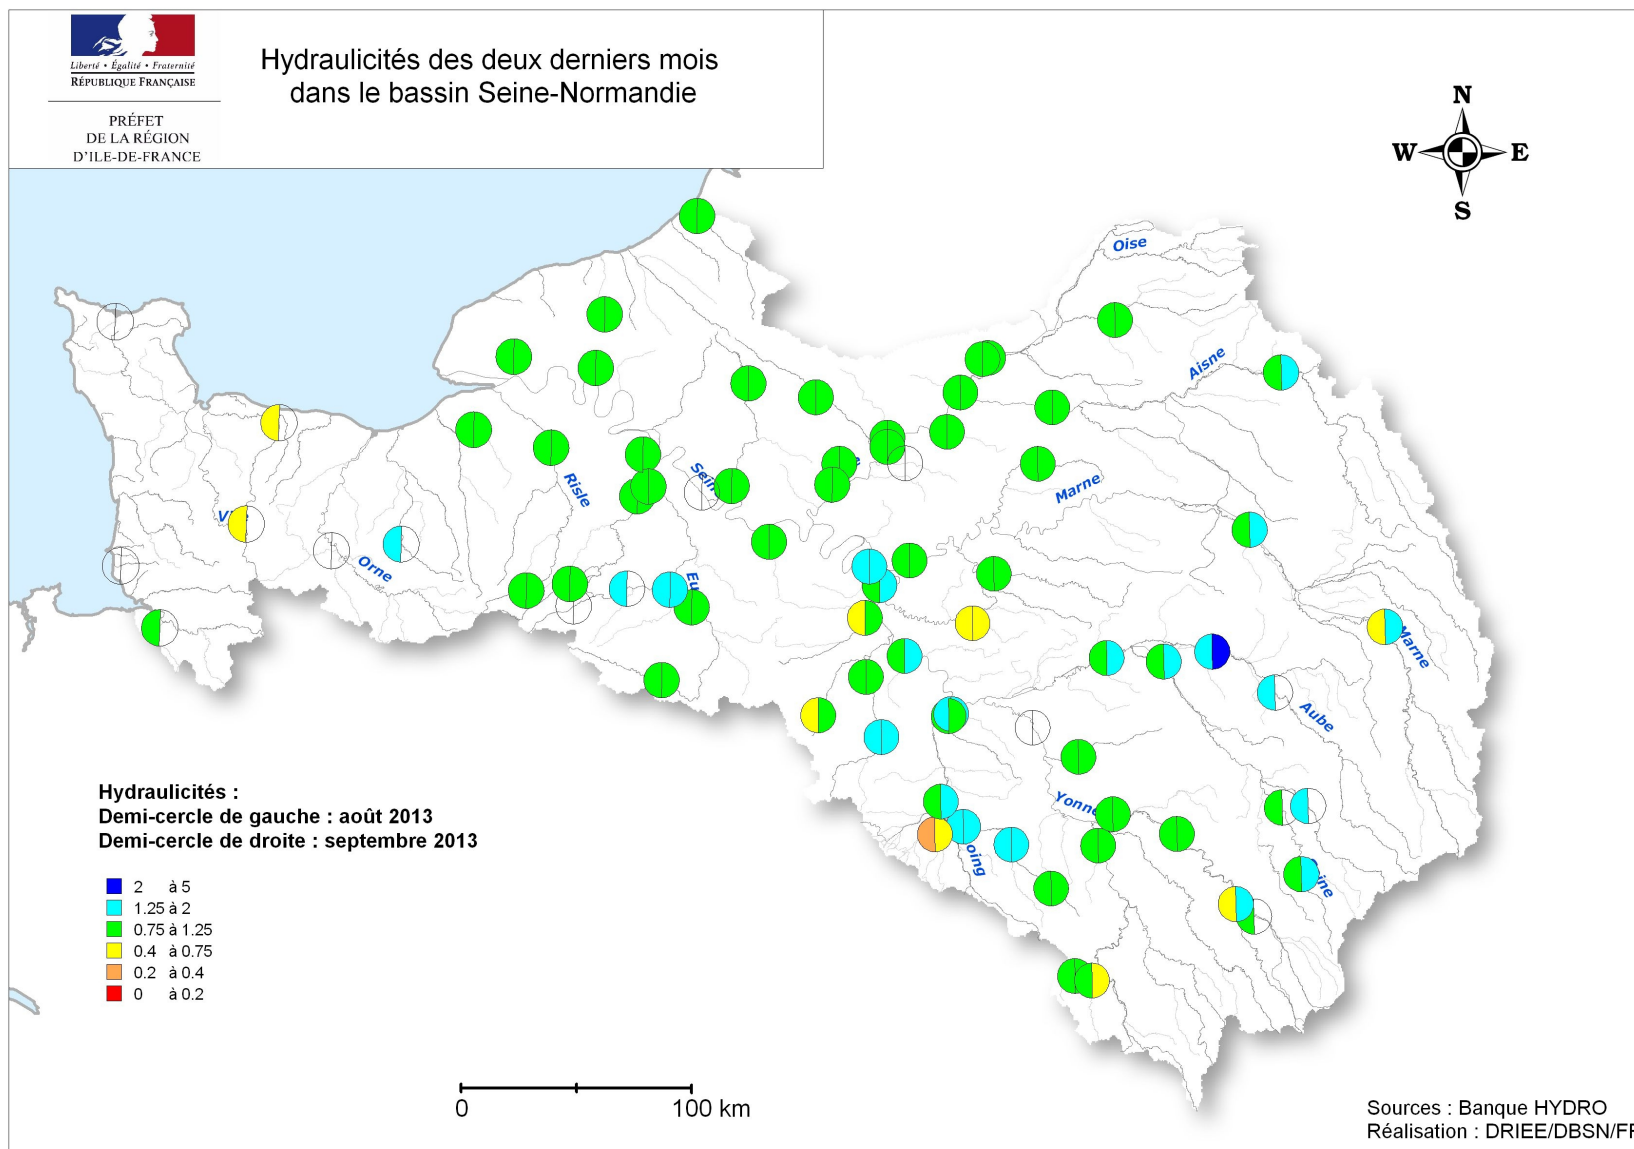 Liberté • Égalité • Fraternité
RÉPUBLIQUE FRANÇAISE
PRÉFET
DE LA RÉGION
D'ILE-DE-FRANCE
Hydraulicités des deux derniers mois
dans le bassin Seine-Normandie
N
W E
S
Oise
Aisne
Marne
Risle
Orne
Marne
Aube
Yonne
Hydraulicités :
Demi-cercle de gauche : août 2013
Demi-cercle de droite : septembre 2013
2 à 5
1.25 à 2
0.75 à 1.25
0.4 à 0.75
0.2 à 0.4
0 à 0.2
0 100 km
Sources : Banque HYDRO
Réalisation : DRIEE/DBSN/